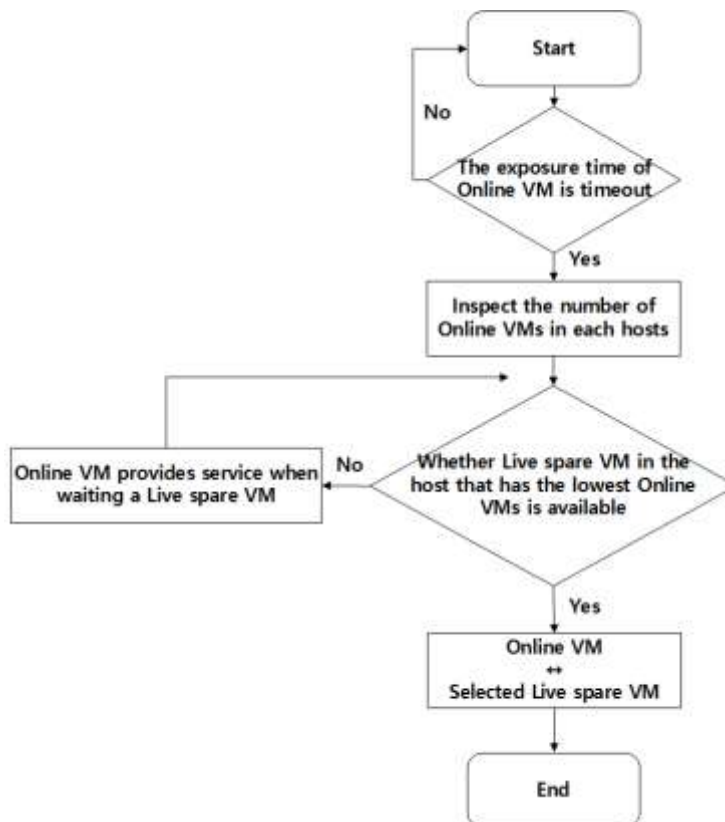 Start
No
The exposure time of
Online VM is timeout
Yes
Inspect the number of
Online VMs in each hosts
Online VM provides service when
waiting a Live spare VM
No
Whether Live spare VM in the
host that has the lowest Online
VMs is available
Yes
Online VM
↔
Selected Live spare VM
End